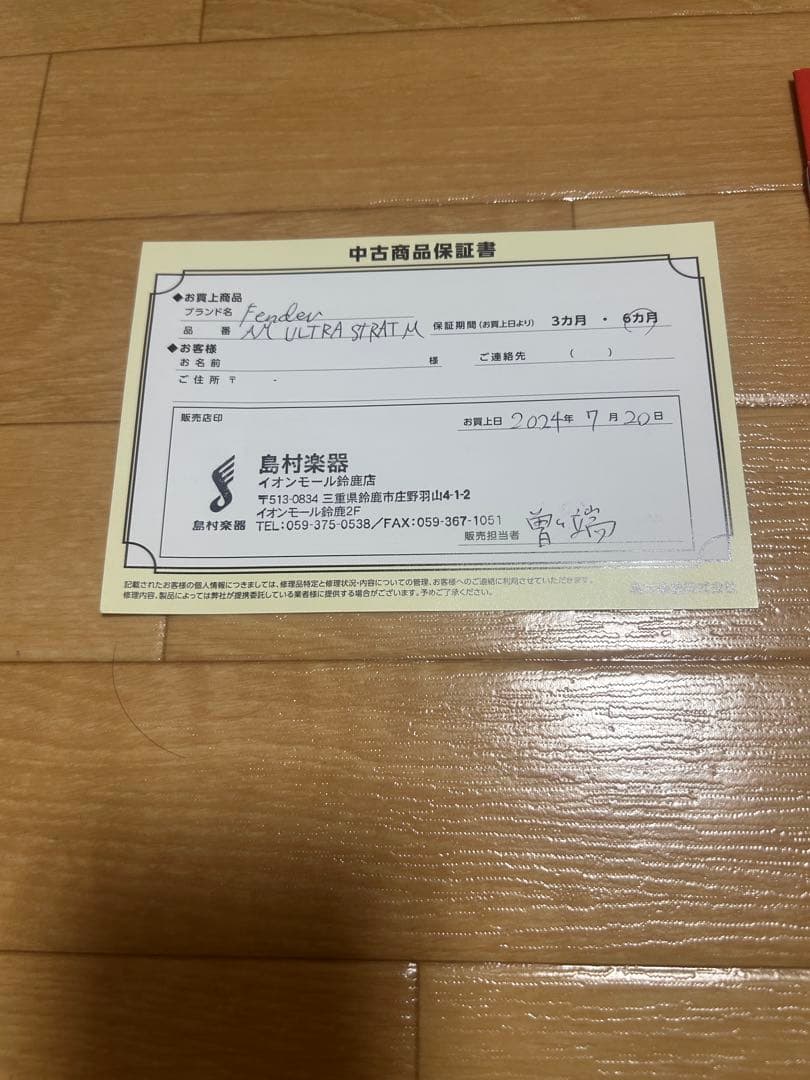 中古商品保証書
◆お買上商品
ブランド名 Fender
品番 AM ULTRA STRAT M 保証期間(お買上日より) 3カ月 ・ 6カ月
◆お客様
お名前 様 ご連絡先 ( )
ご住所 〒 -
販売店印 お買上日 2024年 7月 20日
島村楽器
イオンモール鈴鹿店
〒513-0834 三重県鈴鹿市庄野羽山4-1-2
イオンモール鈴鹿2F
島村楽器 TEL:059-375-0538/FAX:059-367-1051
販売担当者
記載されたお客様の個人情報につきましては、修理品特定と修理状況・内容についての管理、お客様へのご連絡に利用させていただきます。
修理内容、製品によっては弊社が提携委託している業者様に提供する場合がございます。予めご了承ください。
島村楽器株式会社